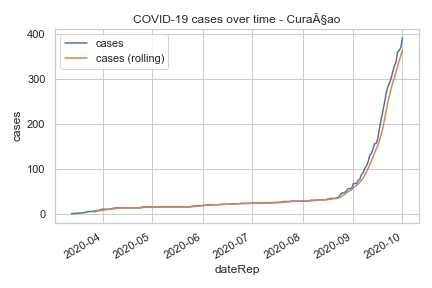 COVID-19 cases over time - CuraÃ§ao
cases
cases (rolling)
400
300
200
100
0
cases
2020-04
2020-05
2020-06
2020-07
2020-08
2020-09
2020-10
dateRep